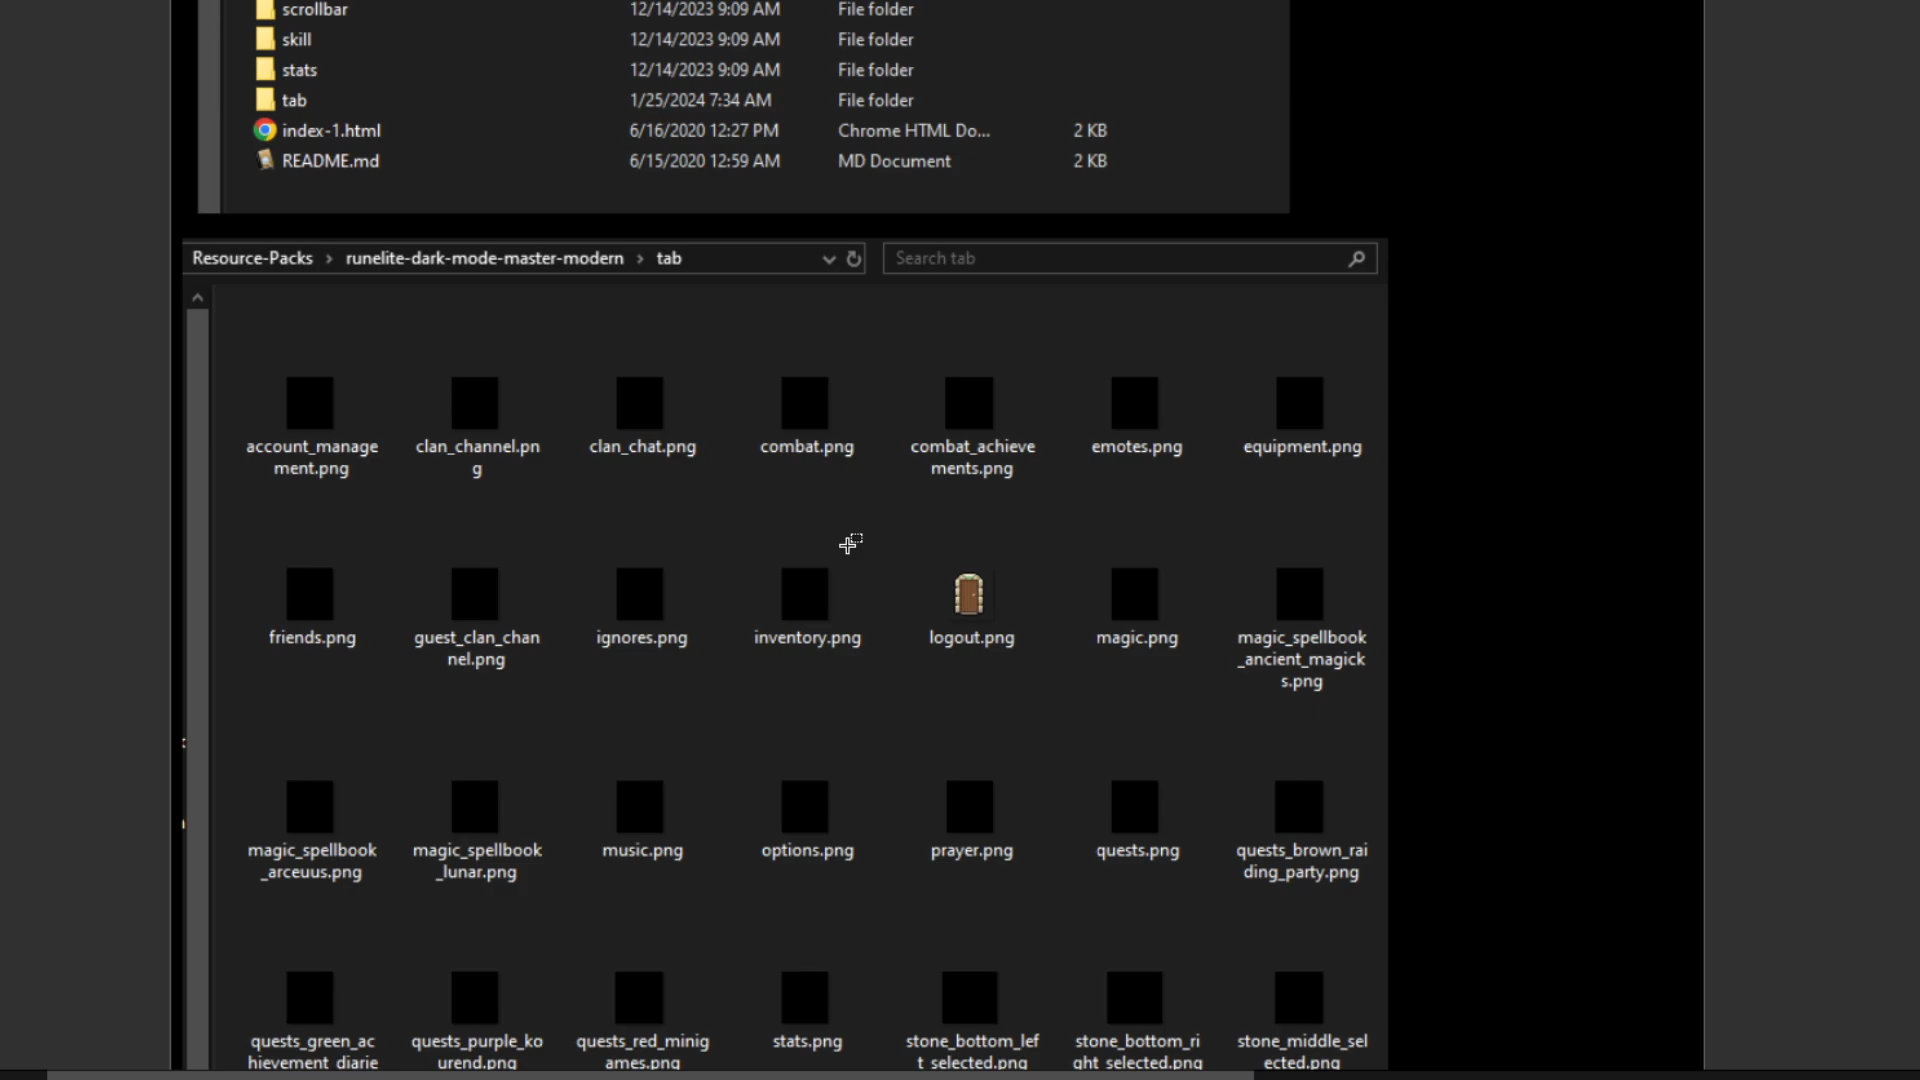 scrollbar 12/14/2023 9:09 AM File folder
skill 12/14/2023 9:09 AM File folder
stats 12/14/2023 9:09 AM File folder
tab 1/25/2024 7:34 AM File folder
index-1.html 6/16/2020 12:27 PM Chrome HTML Do... 2 KB
README.md 6/15/2020 12:59 AM MD Document 2 KB
Resource-Packs > runelite-dark-mode-master-modern > tab Search tab
account_manage clan_channel.pn clan_chat.png combat.png combat_achieve emotes.png equipment.png
ment.png g ments.png
friends.png guest_clan_chan ignores.png inventory.png logout.png magic.png magic_spellbook
nel.png _ancient_magick
s.png
magic_spellbook magic_spellbook music.png options.png prayer.png quests.png quests_brown_rai
_arceuus.png _lunar.png ding_party.png
quests_green_ac quests_purple_ko quests_red_minig stats.png stone_bottom_lef stone_bottom_ri stone_middle_sel
hievement_diarie urend.png ames.png t_selected.png ght_selected.png ected.png